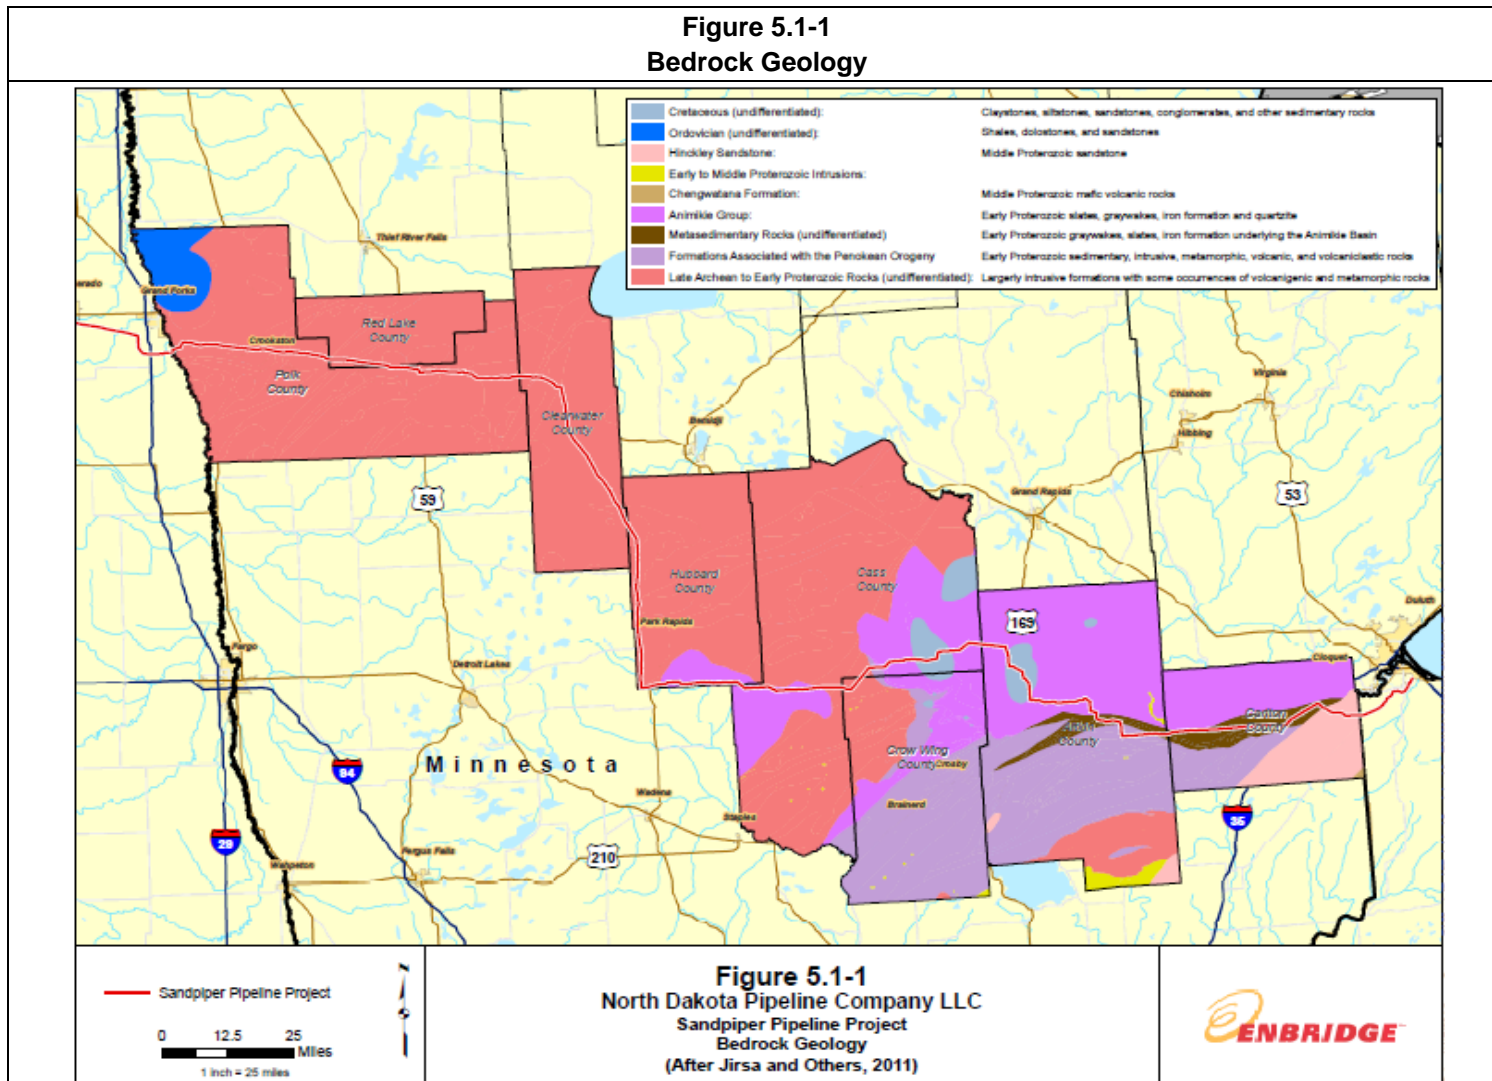 Figure 5.1-1
Bedrock Geology
Cretaceous (undifferentiated): Claystones, siltstones, sandstones, conglomerates, and other sedimentary rocks
Ordovician (undifferentiated): Shales, dolostones, and sandstones
Hinckley Sandstone: Middle Proterozoic sandstone
Early to Middle Proterozoic Intrusions:
Chengwatana Formation: Middle Proterozoic mafic volcanic rocks
Animikie Group: Early Proterozoic slates, graywakes, iron formation and quartzite
Metasedimentary Rocks (undifferentiated) Early Proterozoic graywakes, slates, iron formation underlying the Animikie Basin
Formations Associated with the Penokean Orogeny Early Proterozoic sedimentary, intrusive, metamorphic, volcanic, and volcaniclastic rocks
Late Archean to Early Proterozoic Rocks (undifferentiated): Largely intrusive formations with some occurrences of volcanigenic and metamorphic rocks
Thief River Falls
erado
Grand Forks
Red Lake
County
Crookston
Polk
County
Clearwater
County
Bemidji
Virginia
Chisholm
Hibbing
59
Grand Rapids
53
Hubbard
County
Cass
County
Park Rapids
169
Duluth
Cloquet
Fargo
Detroit Lakes
Carlton
County
Aitkin
County
Crow Wing
County
Crosby
Minnesota
94
Wadena
Brainerd
Staples
35
29
Fergus Falls
210
Wahpeton
N
Sandpiper Pipeline Project
0 12.5 25
Miles
1 inch = 25 miles
Figure 5.1-1
North Dakota Pipeline Company LLC
Sandpiper Pipeline Project
Bedrock Geology
(After Jirsa and Others, 2011)
ENBRIDGE